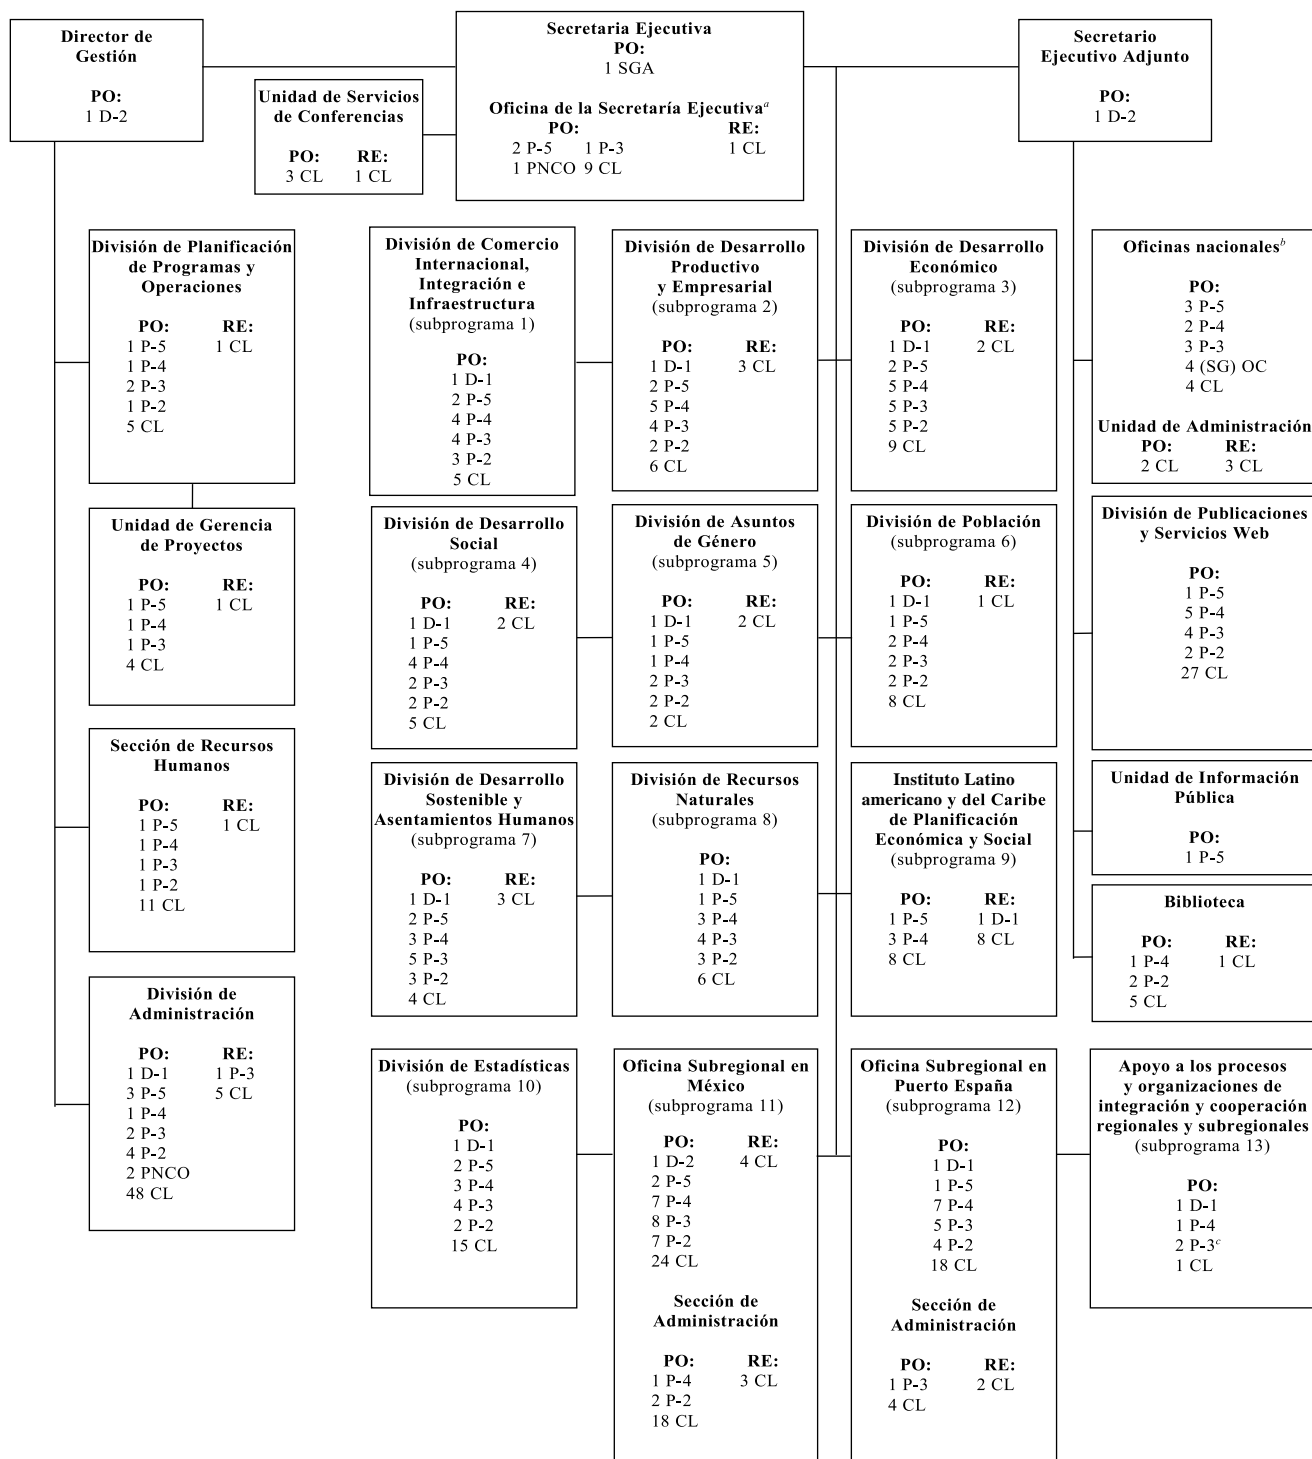 Director de
Gestión
PO:
1 D-2
Secretaria Ejecutiva
PO:
1 SGA
Oficina de la Secretaría Ejecutiva^a
PO: RE:
2 P-5 1 P-3 1 CL
1 PNCO 9 CL
Secretario
Ejecutivo Adjunto
PO:
1 D-2
Unidad de Servicios
de Conferencias
PO: RE:
3 CL 1 CL
División de Planificación
de Programas y
Operaciones
PO: RE:
1 P-5 1 CL
1 P-4
2 P-3
1 P-2
5 CL
División de Comercio
Internacional,
Integración e
Infraestructura
(subprograma 1)
PO:
1 D-1
2 P-5
4 P-4
4 P-3
3 P-2
5 CL
División de Desarrollo
Productivo
y Empresarial
(subprograma 2)
PO: RE:
1 D-1 3 CL
2 P-5
5 P-4
4 P-3
2 P-2
6 CL
División de Desarrollo
Económico
(subprograma 3)
PO: RE:
1 D-1 2 CL
2 P-5
5 P-4
5 P-3
5 P-2
9 CL
Oficinas nacionales^b
PO:
3 P-5
2 P-4
3 P-3
4 (SG) OC
4 CL
Unidad de Administración
PO: RE:
2 CL 3 CL
Unidad de Gerencia
de Proyectos
PO: RE:
1 P-5 1 CL
1 P-4
1 P-3
4 CL
División de Desarrollo
Social
(subprograma 4)
PO: RE:
1 D-1 2 CL
1 P-5
4 P-4
2 P-3
2 P-2
5 CL
División de Asuntos
de Género
(subprograma 5)
PO: RE:
1 D-1 2 CL
1 P-5
1 P-4
2 P-3
2 P-2
2 CL
División de Población
(subprograma 6)
PO: RE:
1 D-1 1 CL
1 P-5
2 P-4
2 P-3
2 P-2
8 CL
División de Publicaciones
y Servicios Web
PO:
1 P-5
5 P-4
4 P-3
2 P-2
27 CL
Sección de Recursos
Humanos
PO: RE:
1 P-5 1 CL
1 P-4
1 P-3
1 P-2
11 CL
División de Desarrollo
Sostenible y
Asentamientos Humanos
(subprograma 7)
PO: RE:
1 D-1 3 CL
2 P-5
3 P-4
5 P-3
3 P-2
4 CL
División de Recursos
Naturales
(subprograma 8)
PO:
1 D-1
1 P-5
3 P-4
4 P-3
3 P-2
6 CL
Instituto Latino
americano y del Caribe
de Planificación
Económica y Social
(subprograma 9)
PO: RE:
1 P-5 1 D-1
3 P-4 8 CL
8 CL
Unidad de Información
Pública
PO:
1 P-5
Biblioteca
PO: RE:
1 P-4 1 CL
2 P-2
5 CL
División de
Administración
PO: RE:
1 D-1 1 P-3
3 P-5 5 CL
1 P-4
2 P-3
4 P-2
2 PNCO
48 CL
División de Estadísticas
(subprograma 10)
PO:
1 D-1
2 P-5
3 P-4
4 P-3
2 P-2
15 CL
Oficina Subregional en
México
(subprograma 11)
PO: RE:
1 D-2 4 CL
2 P-5
7 P-4
8 P-3
7 P-2
24 CL
Sección de
Administración
PO: RE:
1 P-4 3 CL
2 P-2
18 CL
Oficina Subregional en
Puerto España
(subprograma 12)
PO:
1 D-1
1 P-5
7 P-4
5 P-3
4 P-2
18 CL
Sección de
Administración
PO: RE:
1 P-3 2 CL
4 CL
Apoyo a los procesos
y organizaciones de
integración y cooperación
regionales y subregionales
(subprograma 13)
PO:
1 D-1
1 P-4
2 P-3^c
1 CL